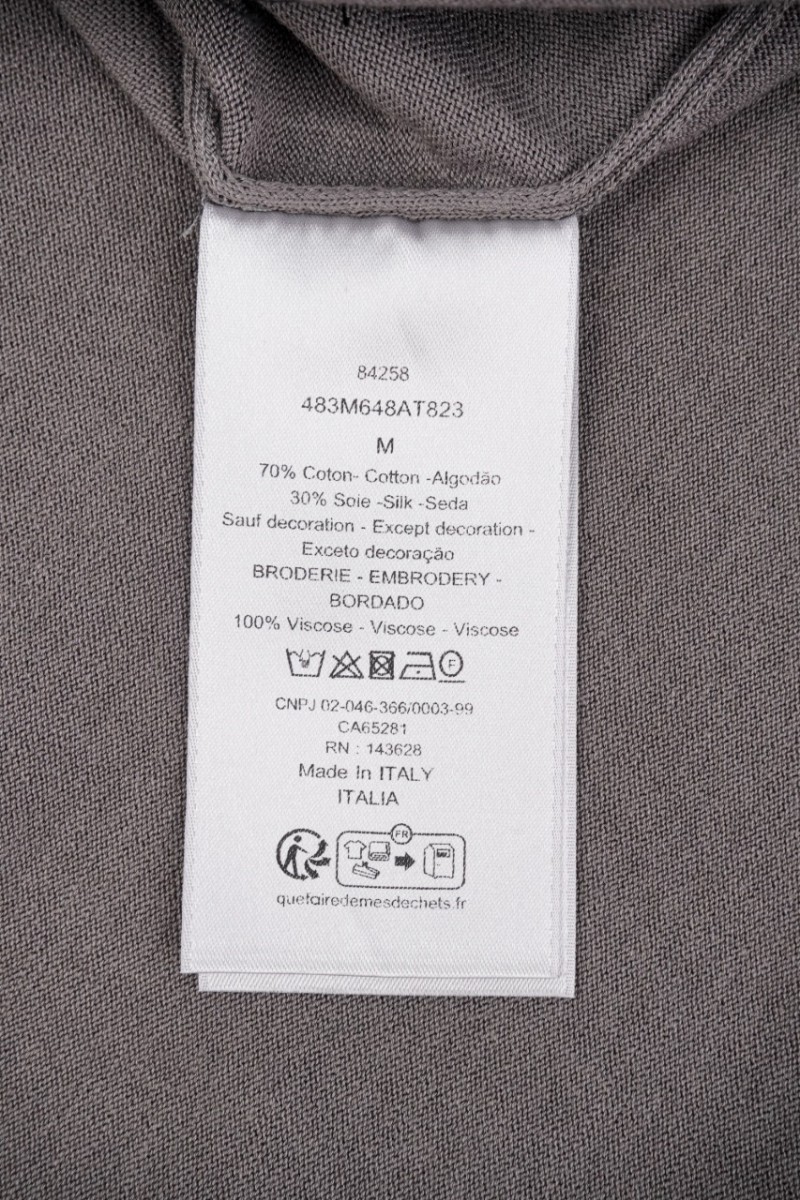 84258
483M648AT823
M
70% Coton- Cotton -Algodão
30% Soie -Silk -Seda
Sauf decoration - Except decoration -
Exceto decoração
BRODERIE - EMBRODERY -
BORDADO
100% Viscose - Viscose - Viscose
F
CNPJ 02-046-366/0003-99
CA65281
RN : 143628
Made In ITALY
ITALIA
FR
quefairedemesdechets.fr